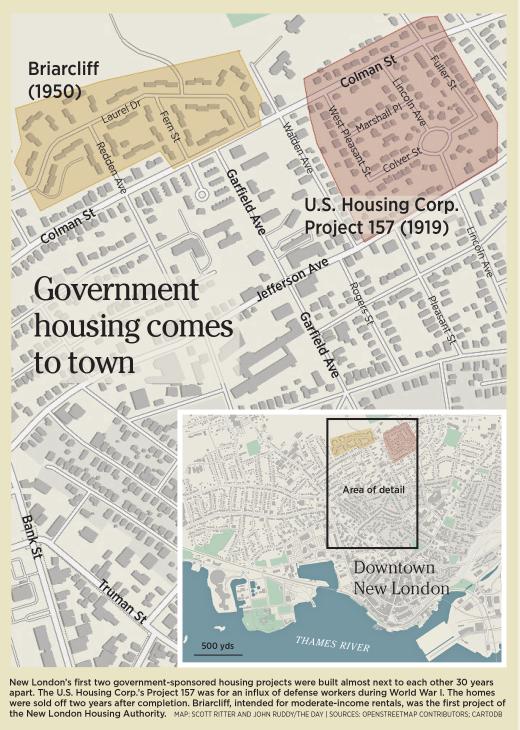 Briarcliff
(1950)
Colman St
Fuller St
Lincoln Ave
Marshall Pl
West Pleasant St
Laurel Dr
Fern St
Redden Ave
Walden Ave
Colver St
Garfield Ave
U.S. Housing Corp.
Project 157 (1919)
Colman St
Lincoln Ave
Jefferson Ave
Rogers St
Pleasant St
Government
housing comes
to town
Garfield Ave
Bank St
Truman St
Area of detail
Downtown
New London
500 yds
THAMES RIVER
New London's first two government-sponsored housing projects were built almost next to each other 30 years
apart. The U.S. Housing Corp.'s Project 157 was for an influx of defense workers during World War I. The homes
were sold off two years after completion. Briarcliff, intended for moderate-income rentals, was the first project of
the New London Housing Authority. MAP: SCOTT RITTER AND JOHN RUDDY/THE DAY | SOURCES: OPENSTREETMAP CONTRIBUTORS; CARTODB